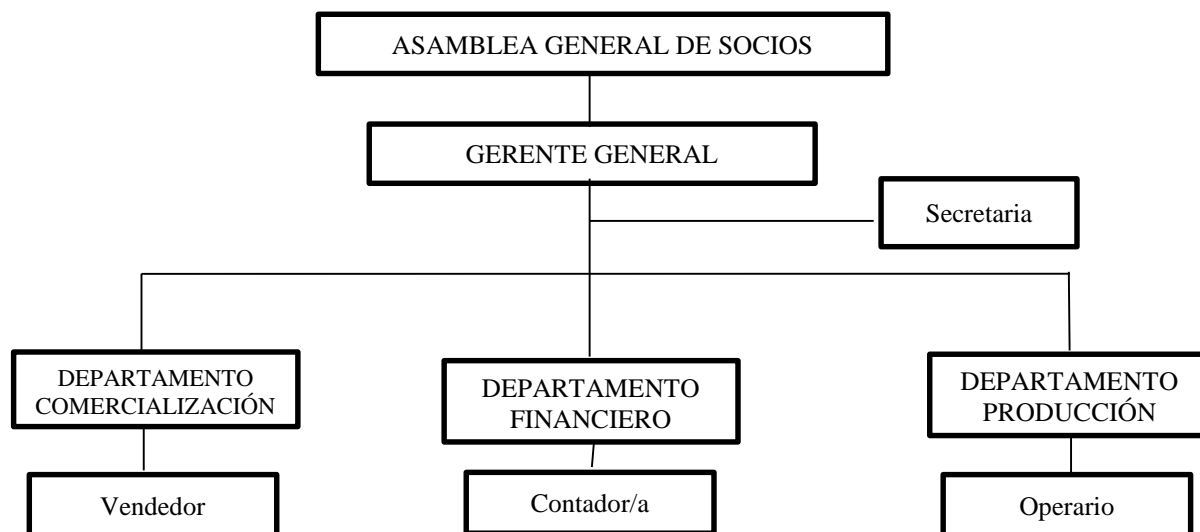 ASAMBLEA GENERAL DE SOCIOS
GERENTE GENERAL
Secretaria
DEPARTAMENTO
COMERCIALIZACIÓN
DEPARTAMENTO
FINANCIERO
DEPARTAMENTO
PRODUCCIÓN
Vendedor
Contador/a
Operario